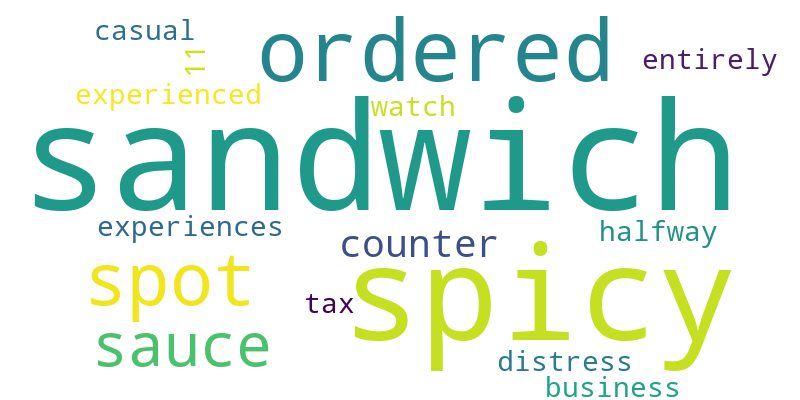 casual
11
ordered
entirely
experienced
watch
sandwich
experiences
counter
halfway
spot
spicy
tax
sauce
distress
business